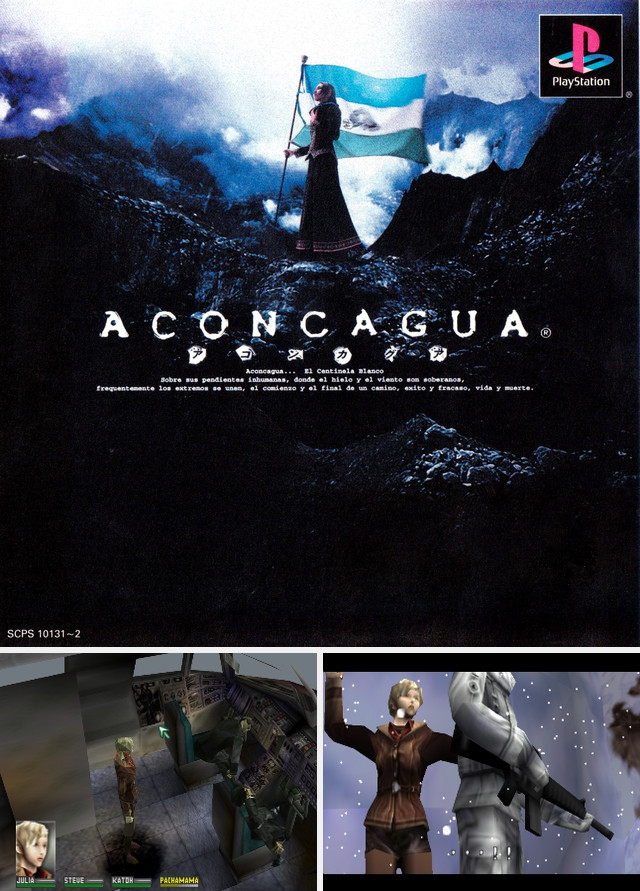 PlayStation
®
ACONCAGUA®
アコンカグア
Aconcagua... El Centinela Blanco
Sobre sus pendientes inhumanas, donde el hielo y el viento son soberanos,
frequentemente los extremos se unen, el comienzo y el final de un camino, exito y fracaso, vida y muerte.
SCPS 10131~2
JULIA STEVE KATOH PACHAMAMA
!!